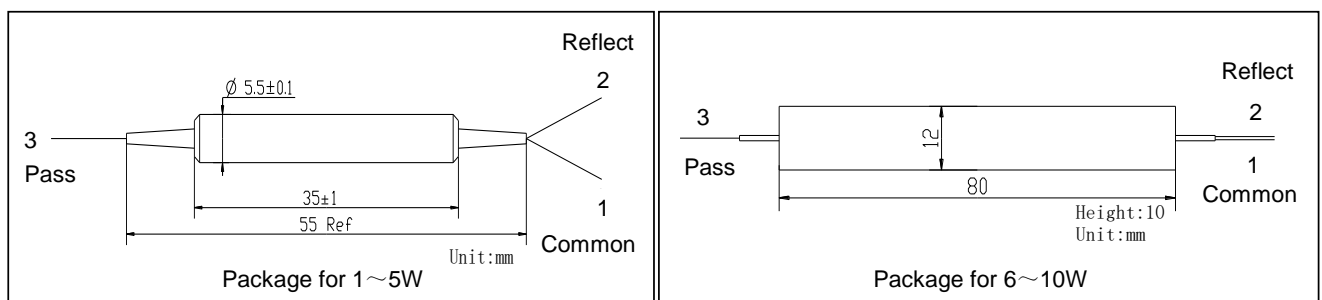 Reflect
2
Ø 5.5±0.1
3
Pass
35±1
55 Ref
1
Common
Unit:mm
Package for 1～5W
Reflect
2
3
12
Pass
1
80
Common
Height:10
Unit:mm
Package for 6～10W